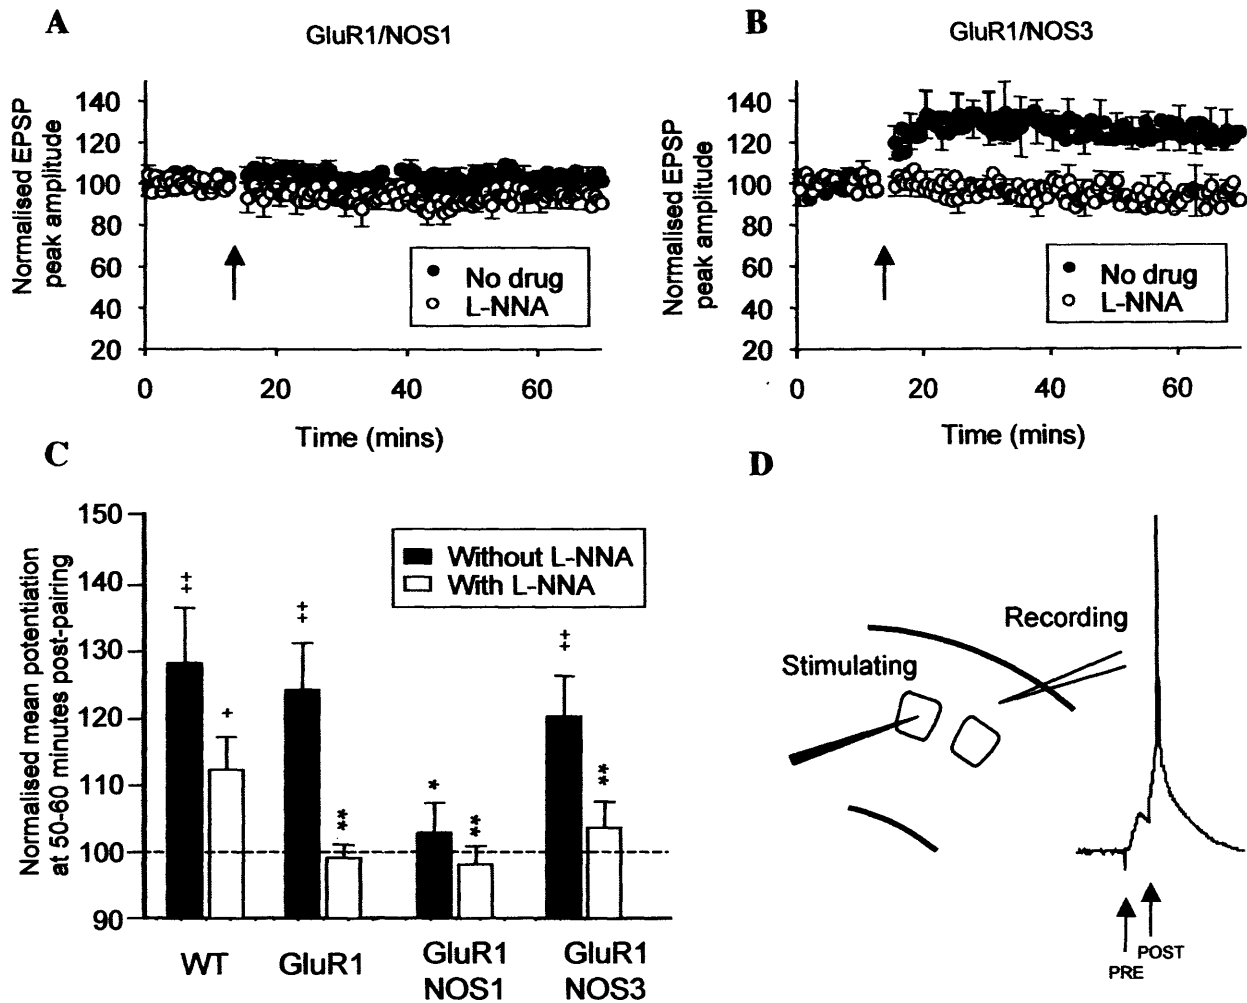 A
GluR1/NOS1
Normalised EPSP
peak amplitude
140
120
100
80
60
40
20
No drug
L-NNA
0
20
40
60
Time (mins)
B
GluR1/NOS3
Normalised EPSP
peak amplitude
140
120
100
80
60
40
20
No drug
L-NNA
0
20
40
60
Time (mins)
C
Normalised mean potentiation
at 50-60 minutes post-pairing
150
140
130
120
110
100
90
Without L-NNA
With L-NNA
‡
+
‡
**
*
**
‡
**
WT
GluR1
GluR1
NOS1
GluR1
NOS3
D
Recording
Stimulating
PRE
POST